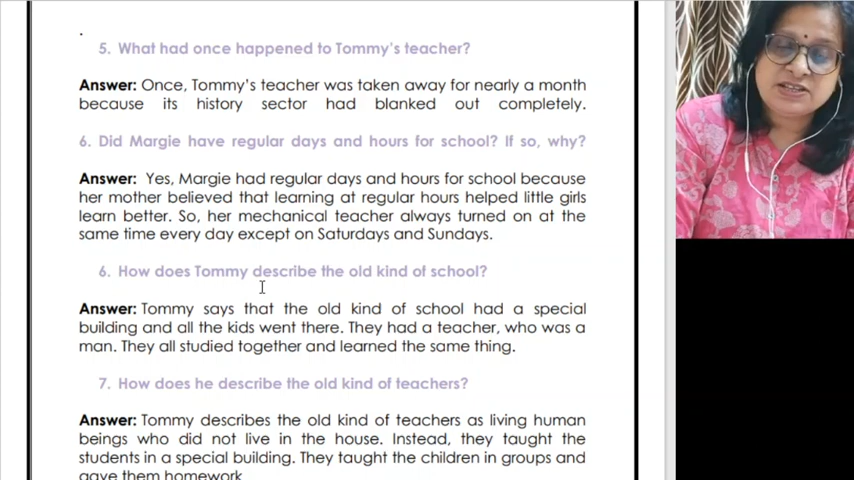 .
5. What had once happened to Tommy's teacher?
Answer: Once, Tommy's teacher was taken away for nearly a month
because its history sector had blanked out completely.
6. Did Margie have regular days and hours for school? If so, why?
Answer: Yes, Margie had regular days and hours for school because
her mother believed that learning at regular hours helped little girls
learn better. So, her mechanical teacher always turned on at the
same time every day except on Saturdays and Sundays.
6. How does Tommy describe the old kind of school?
Answer: Tommy says that the old kind of school had a special
building and all the kids went there. They had a teacher, who was a
man. They all studied together and learned the same thing.
7. How does he describe the old kind of teachers?
Answer: Tommy describes the old kind of teachers as living human
beings who did not live in the house. Instead, they taught the
students in a special building. They taught the children in groups and
gave them homework